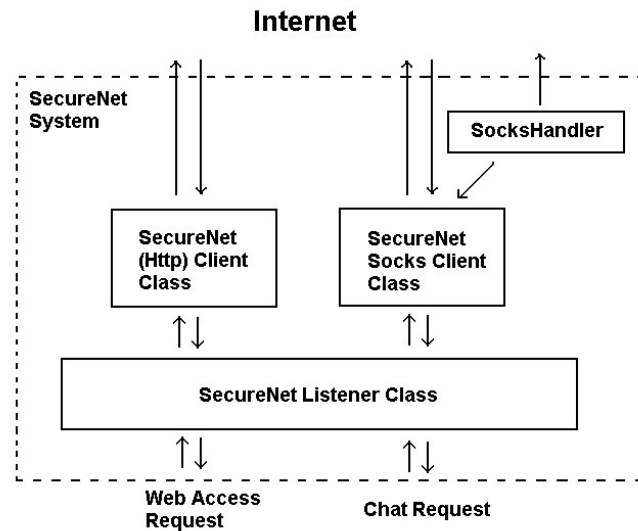 Internet
SecureNet
System
SocksHandler
SecureNet
(Http) Client
Class
SecureNet
Socks Client
Class
SecureNet Listener Class
Web Access
Request
Chat Request